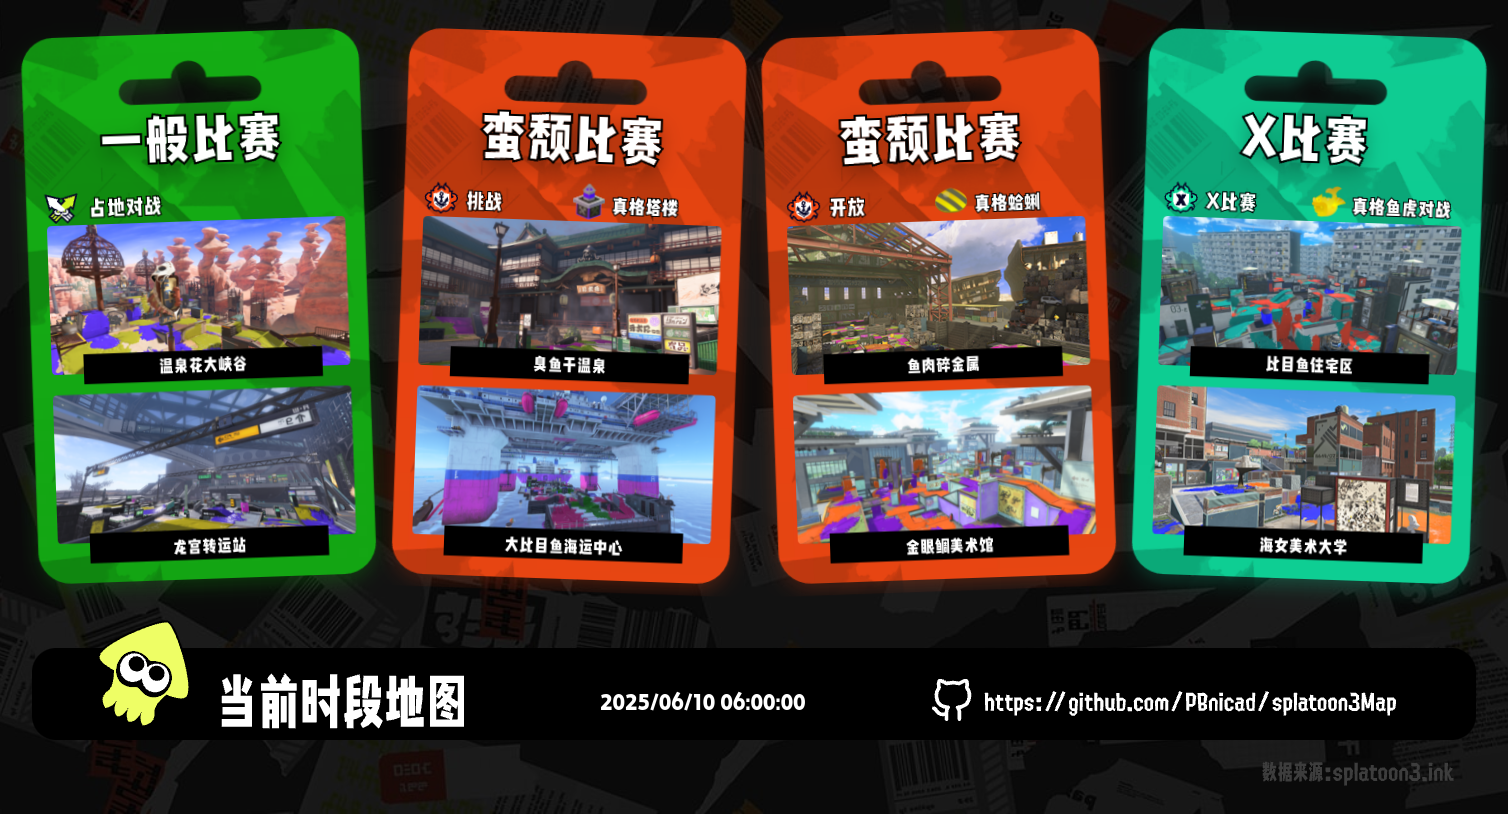 一般比赛
占地对战
温泉花大峡谷
龙宫转运站
蛮颓比赛
挑战
真格塔楼
臭鱼干温泉
大比目鱼海运中心
蛮颓比赛
开放
真格蛤蜊
鱼肉碎金属
金眼鲷美术馆
X比赛
X比赛
真格鱼虎对战
比目鱼住宅区
海女美术大学
当前时段地图
2025/06/10 06:00:00
https://github.com/PBnicad/splatoon3Map
数据来源:splatoon3.ink